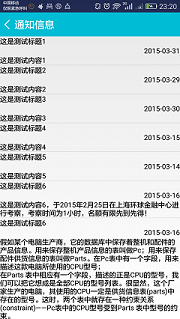 中国移动
仅限紧急呼叫
23:20
通知信息
这是测试标题1
2015-03-31
这是测试内容1
这是测试标题2
2015-03-29
这是测试内容2
这是测试标题3
2015-03-30
这是测试内容3
这是测试标题4
2015-03-15
这是测试内容4
这是测试标题5
2015-03-14
这是测试内容5
这是测试标题6
2015-03-16
这是测试内容6，于2015年2月25日在上海环球金融中心进
行考察，考察时间为1小时，名额有限先到先得！
2015-03-16
假如某个电脑生产商，它的数据库中保存着整机和配件的
产品信息。用来保存整机产品信息的表叫做Pc；用来保存
配件供货信息的表叫做Parts。在Pc表中有一个字段，用来
描述这款电脑所使用的CPU型号；
在Parts 表中相应有一个字段，描述的正是CPU的型号，我
们可以把它想成是全部CPU的型号列表。很显然，这个厂
家生产的电脑，其使用的CPU一定是供货信息表(parts)中
存在的型号。这时，两个表中就存在一种约束关系
(constraint)——Pc表中的CPU型号受到Parts 表中型号的约
束。